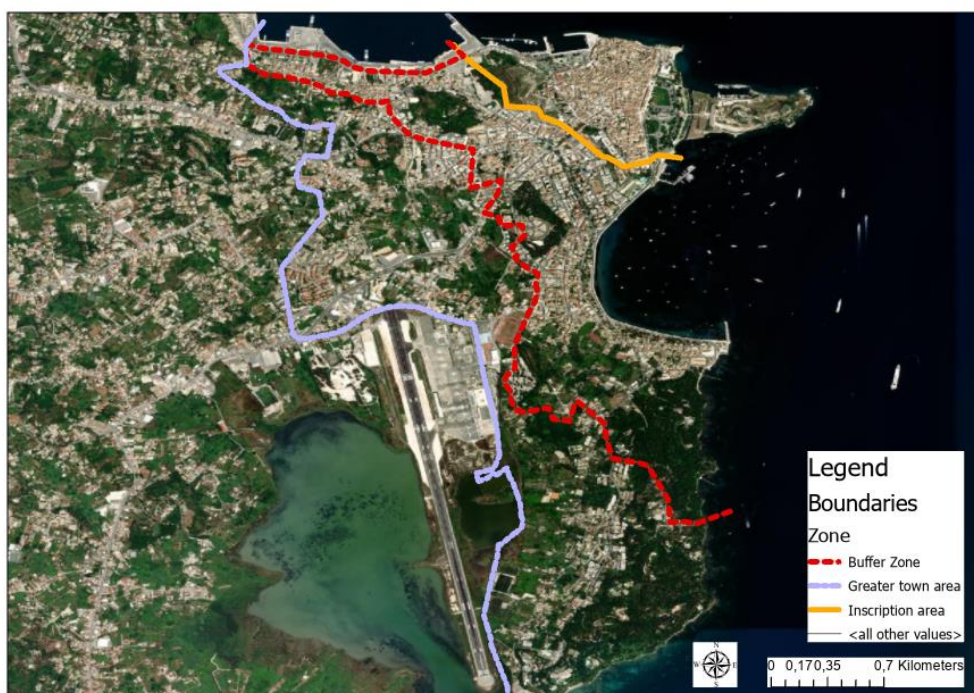 Legend
Boundaries
Zone
Buffer Zone
Greater town area
Inscription area
<all other values>
N
W E
S
0 0,170,35 0,7 Kilometers